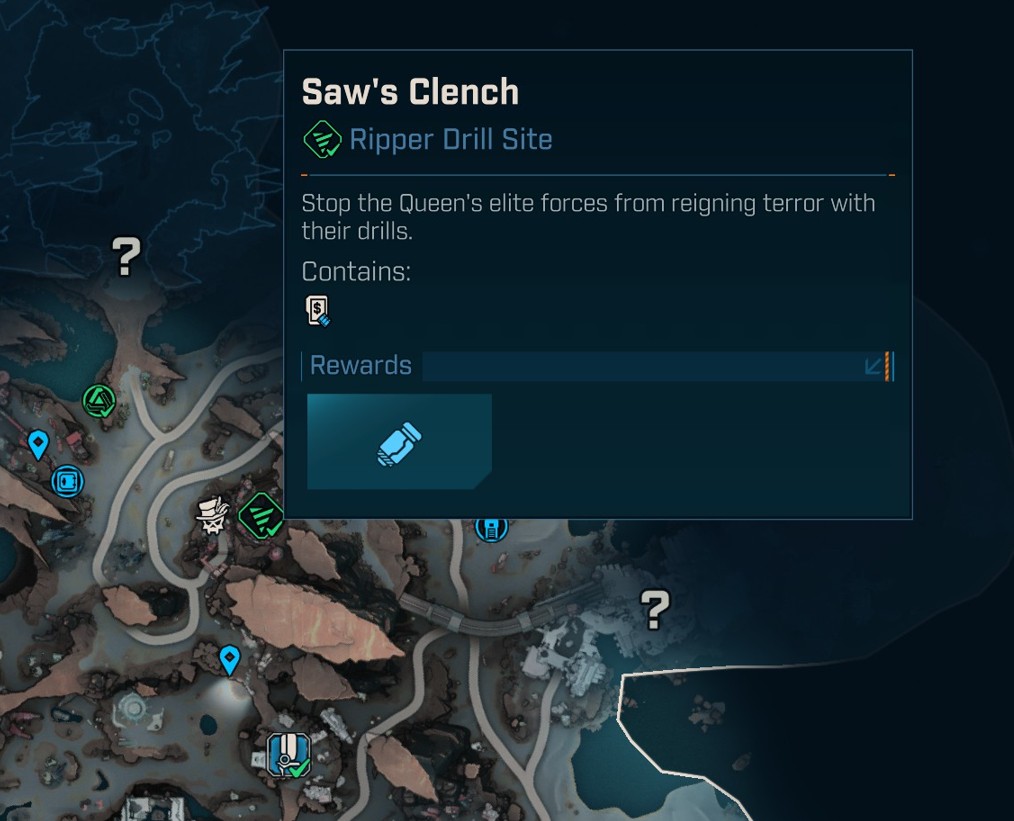 Saw's Clench
Ripper Drill Site
Stop the Queen's elite forces from reigning terror with
their drills.
Contains:
$
Rewards
?
?